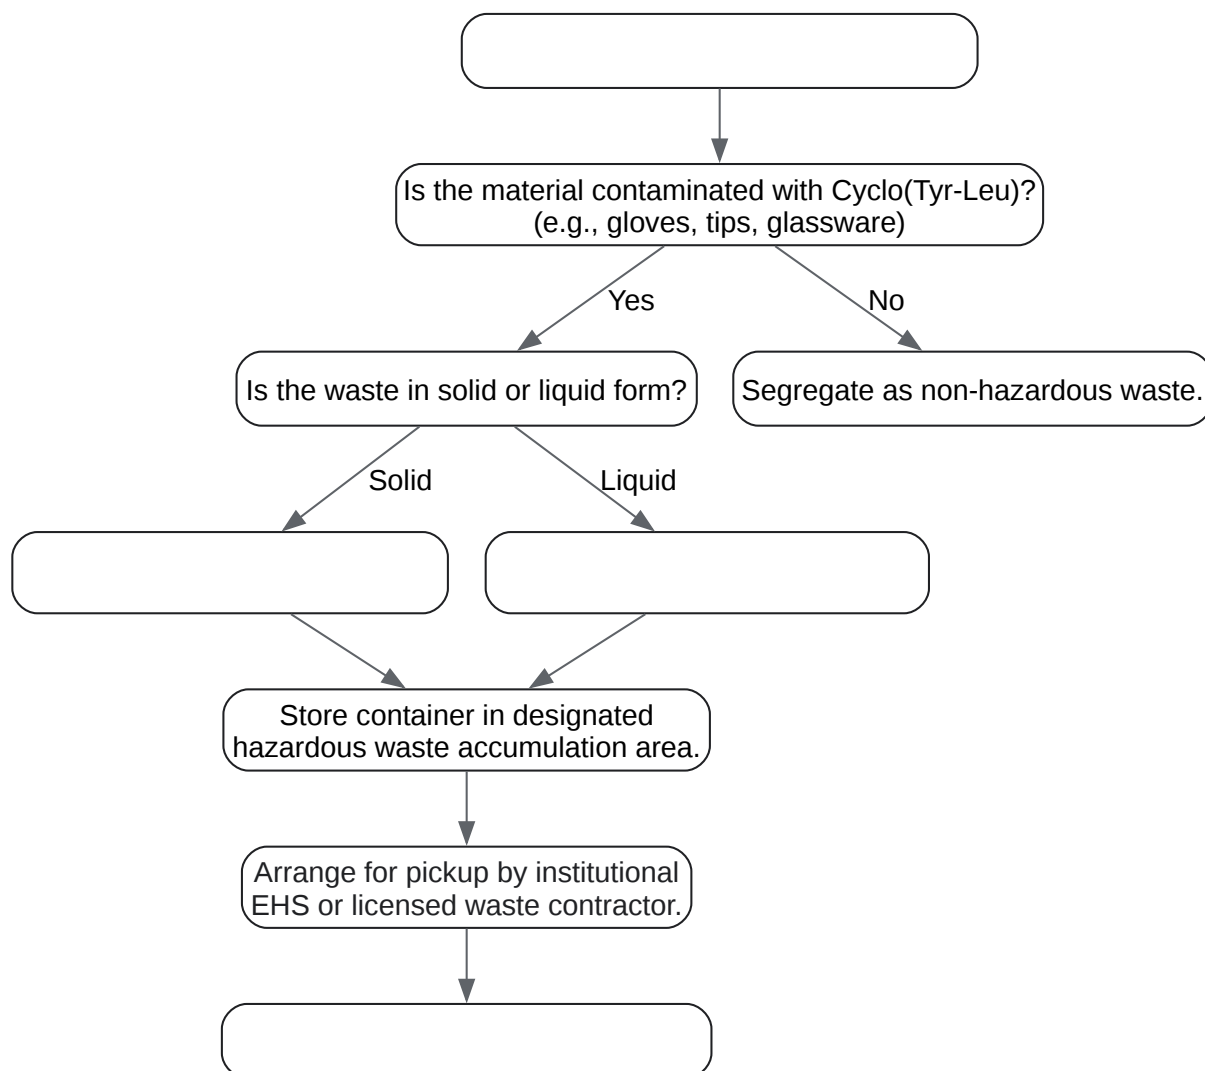 Is the material contaminated with Cyclo(Tyr-Leu)?
(e.g., gloves, tips, glassware)
Yes
No
Is the waste in solid or liquid form?
Segregate as non-hazardous waste.
Solid
Liquid
Store container in designated
hazardous waste accumulation area.
Arrange for pickup by institutional
EHS or licensed waste contractor.